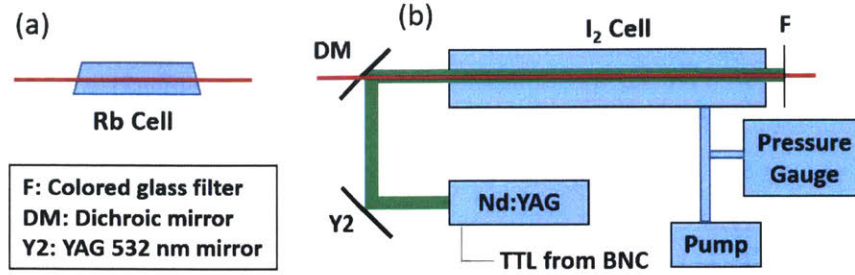 (a)
Rb Cell
F: Colored glass filter
DM: Dichroic mirror
Y2: YAG 532 nm mirror
(b)
DM
I₂ Cell
F
Pressure
Gauge
Y2
Nd:YAG
TTL from BNC
Pump